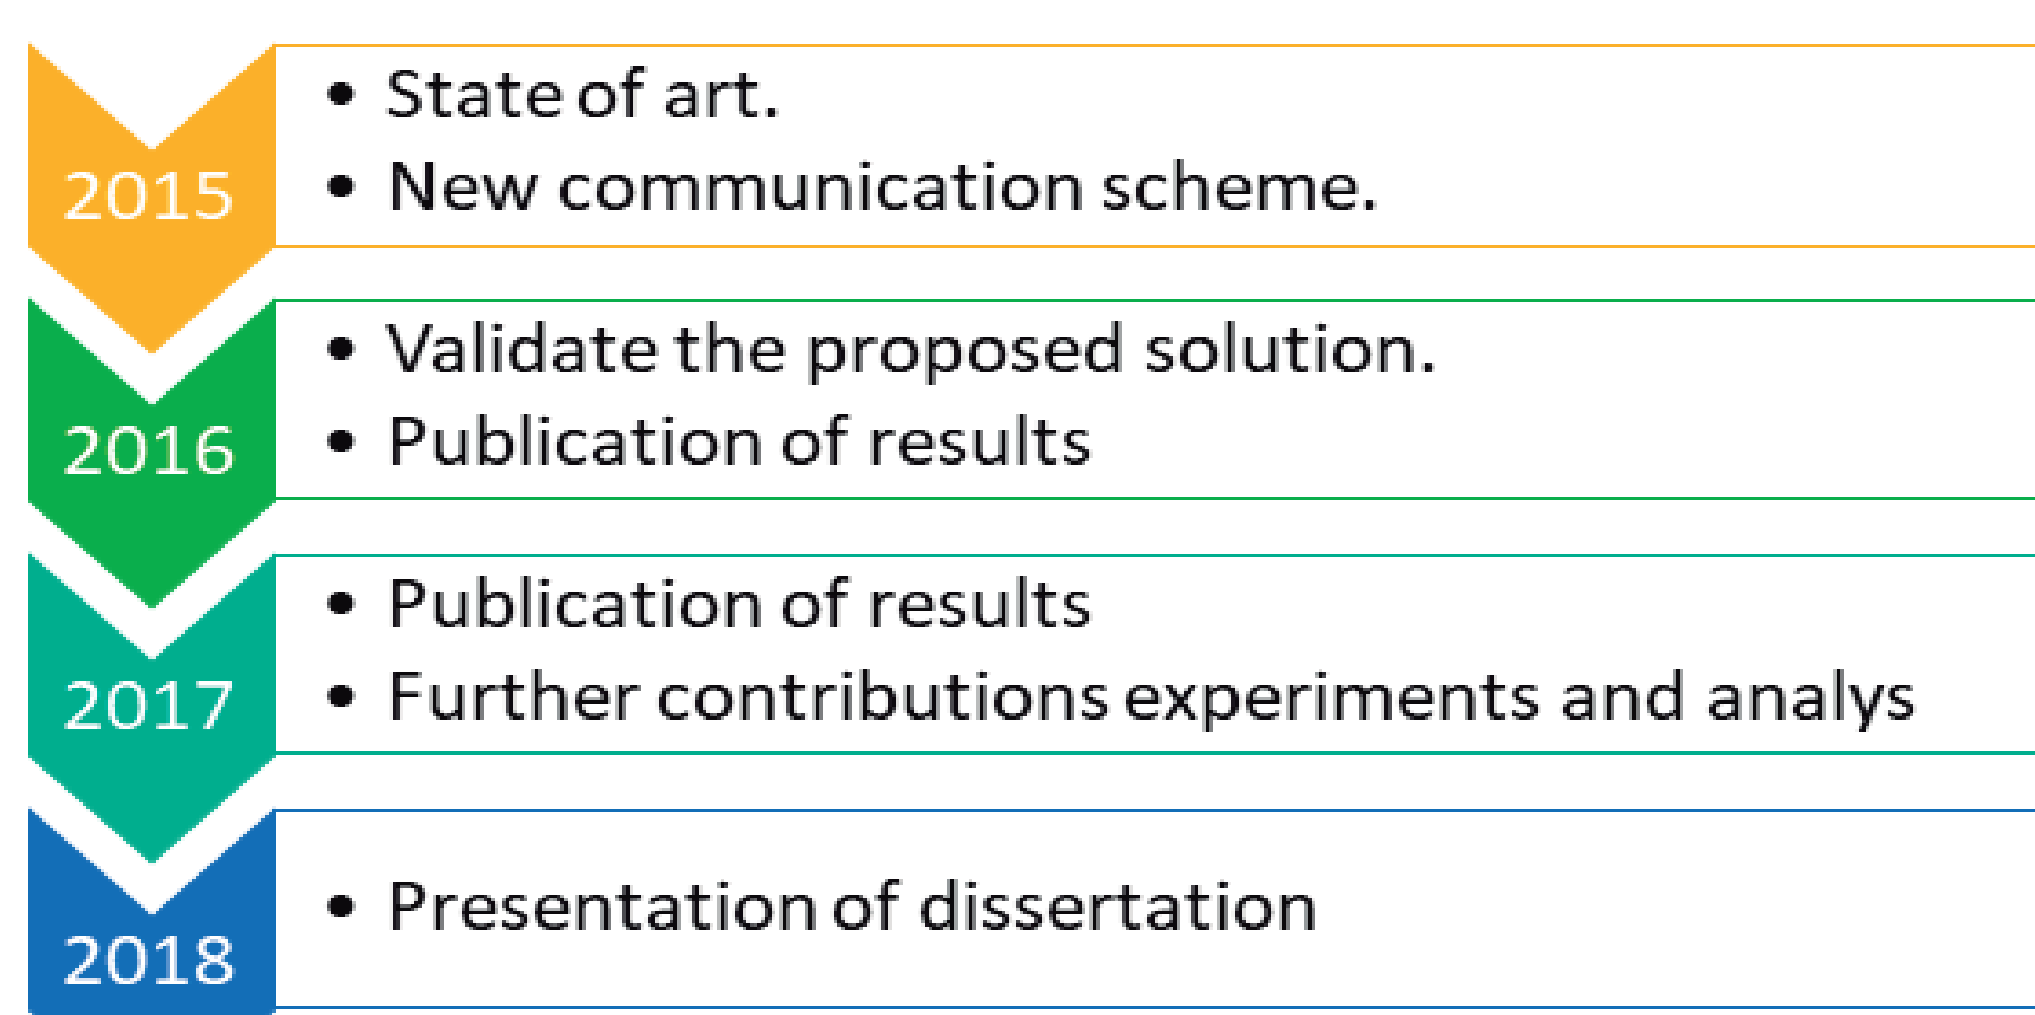 2015
• State of art.
• New communication scheme.
2016
• Validate the proposed solution.
• Publication of results
2017
• Publication of results
• Further contributions experiments and analys
2018
• Presentation of dissertation